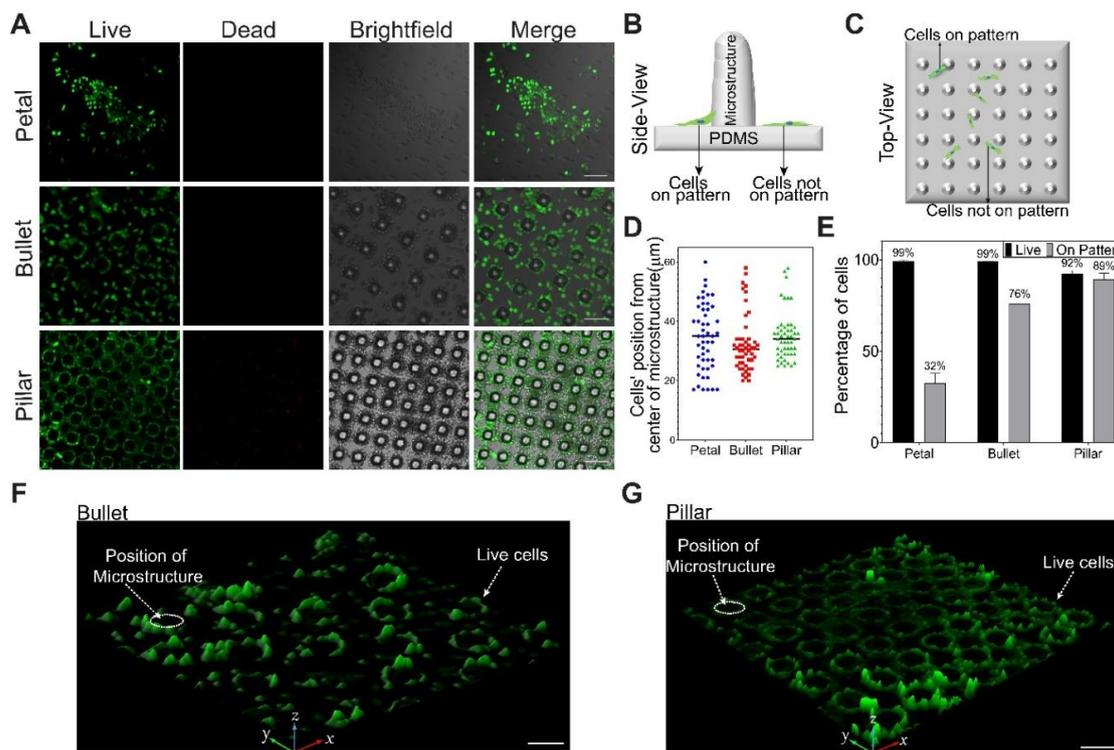 A
Live
Dead
Brightfield
Merge
Petal
Bullet
Pillar
B
Side-View
Microstructure
PDMS
Cells
on pattern
Cells not
on pattern
C
Top-View
Cells on pattern
Cells not on pattern
D
Cells' position from
center of microstructure(μm)
60
40
20
0
Petal
Bullet
Pillar
E
Percentage of cells
100
50
0
Live
On Patter
99%
32%
99%
76%
92%
89%
Petal
Bullet
Pillar
F
Bullet
Position of
Microstructure
Live cells
z
y
x
G
Pillar
Position of
Microstructure
Live cells
z
y
x